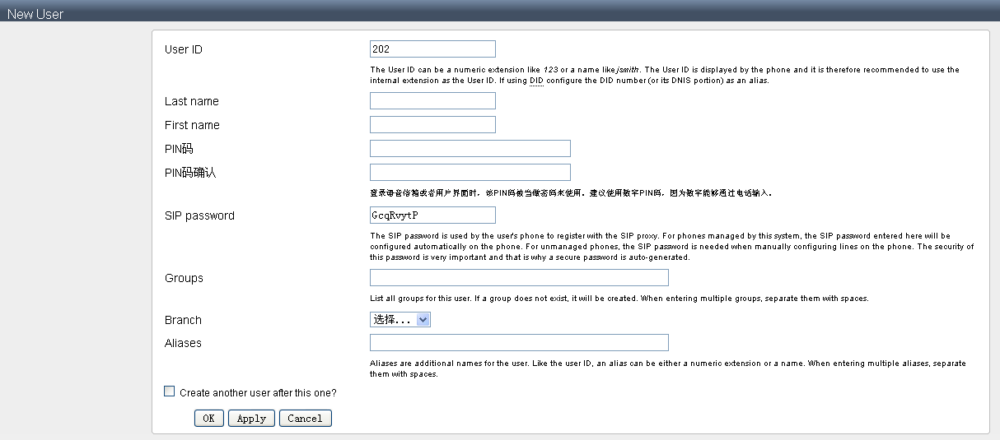 New User
User ID
202
The User ID can be a numeric extension like 123 or a name like jsmith. The User ID is displayed by the phone and it is therefore recommended to use the
internal extension as the User ID. If using DID configure the DID number (or its DNIS portion) as an alias.
Last name
First name
PIN码
PIN码确认
登录语音信箱或者用户界面时，该PIN码被当做密码来使用。建议使用数字PIN码，因为数字能够通过电话输入。
SIP password
GcqRvytP
The SIP password is used by the user's phone to register with the SIP proxy. For phones managed by this system, the SIP password entered here will be
configured automatically on the phone. For unmanaged phones, the SIP password is needed when manually configuring lines on the phone. The security of
this password is very important and that is why a secure password is auto-generated.
Groups
List all groups for this user. If a group does not exist, it will be created. When entering multiple groups, separate them with spaces.
Branch
选择...
Aliases
Aliases are additional names for the user. Like the user ID, an alias can be either a numeric extension or a name. When entering multiple aliases, separate
them with spaces.
Create another user after this one?
OK Apply Cancel